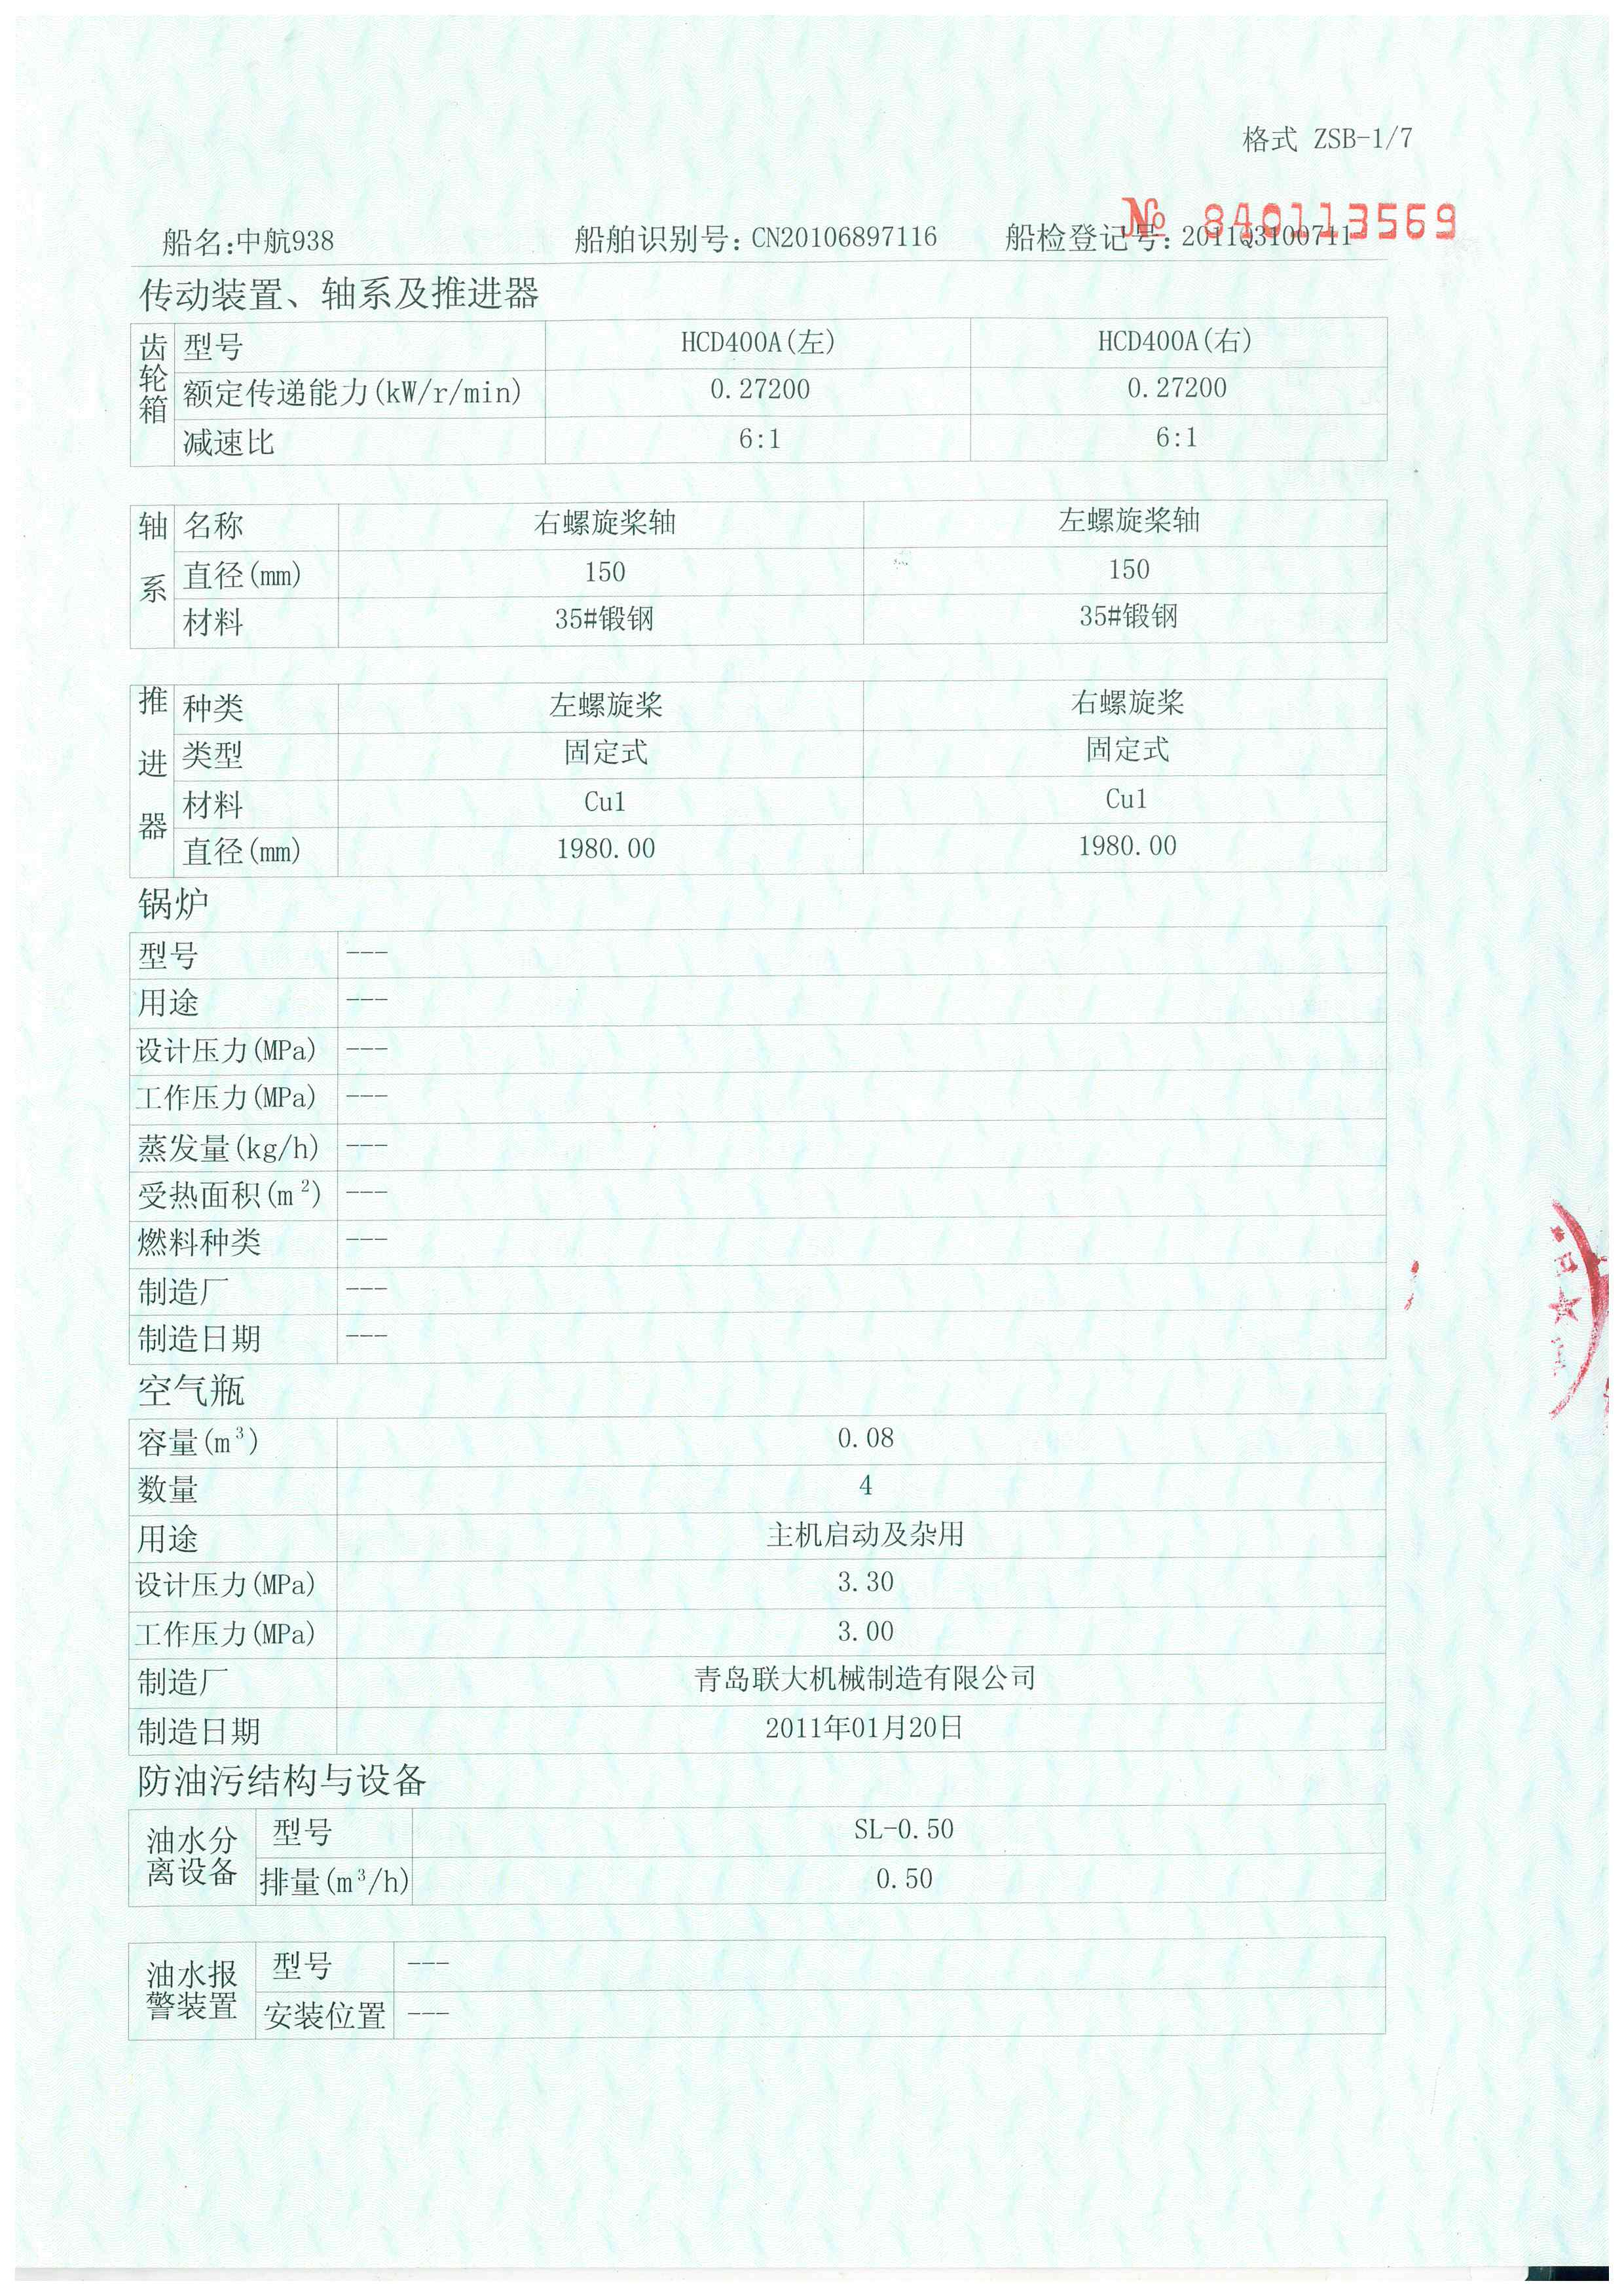 格式 ZSB-1/7
№ 840113569
船名:中航938 船舶识别号: CN20106897116 船检登记号: 2011Q3100711
传动装置、轴系及推进器
齿轮箱 型号 HCD400A(左) HCD400A(右)
额定传递能力(kW/r/min) 0.27200 0.27200
减速比 6:1 6:1
轴系 名称 右螺旋桨轴 左螺旋桨轴
直径(mm) 150 150
材料 35#锻钢 35#锻钢
推进器 种类 左螺旋桨 右螺旋桨
类型 固定式 固定式
材料 Cu1 Cu1
直径(mm) 1980.00 1980.00
锅炉
型号 ---
用途 ---
设计压力(MPa) ---
工作压力(MPa) ---
蒸发量(kg/h) ---
受热面积(m²) ---
燃料种类 ---
制造厂 ---
制造日期 ---
空气瓶
容量(m³) 0.08
数量 4
用途 主机启动及杂用
设计压力(MPa) 3.30
工作压力(MPa) 3.00
制造厂 青岛联大机械制造有限公司
制造日期 2011年01月20日
防油污结构与设备
油水分离设备 型号 SL-0.50
排量(m³/h) 0.50
油水报警装置 型号 ---
安装位置 ---